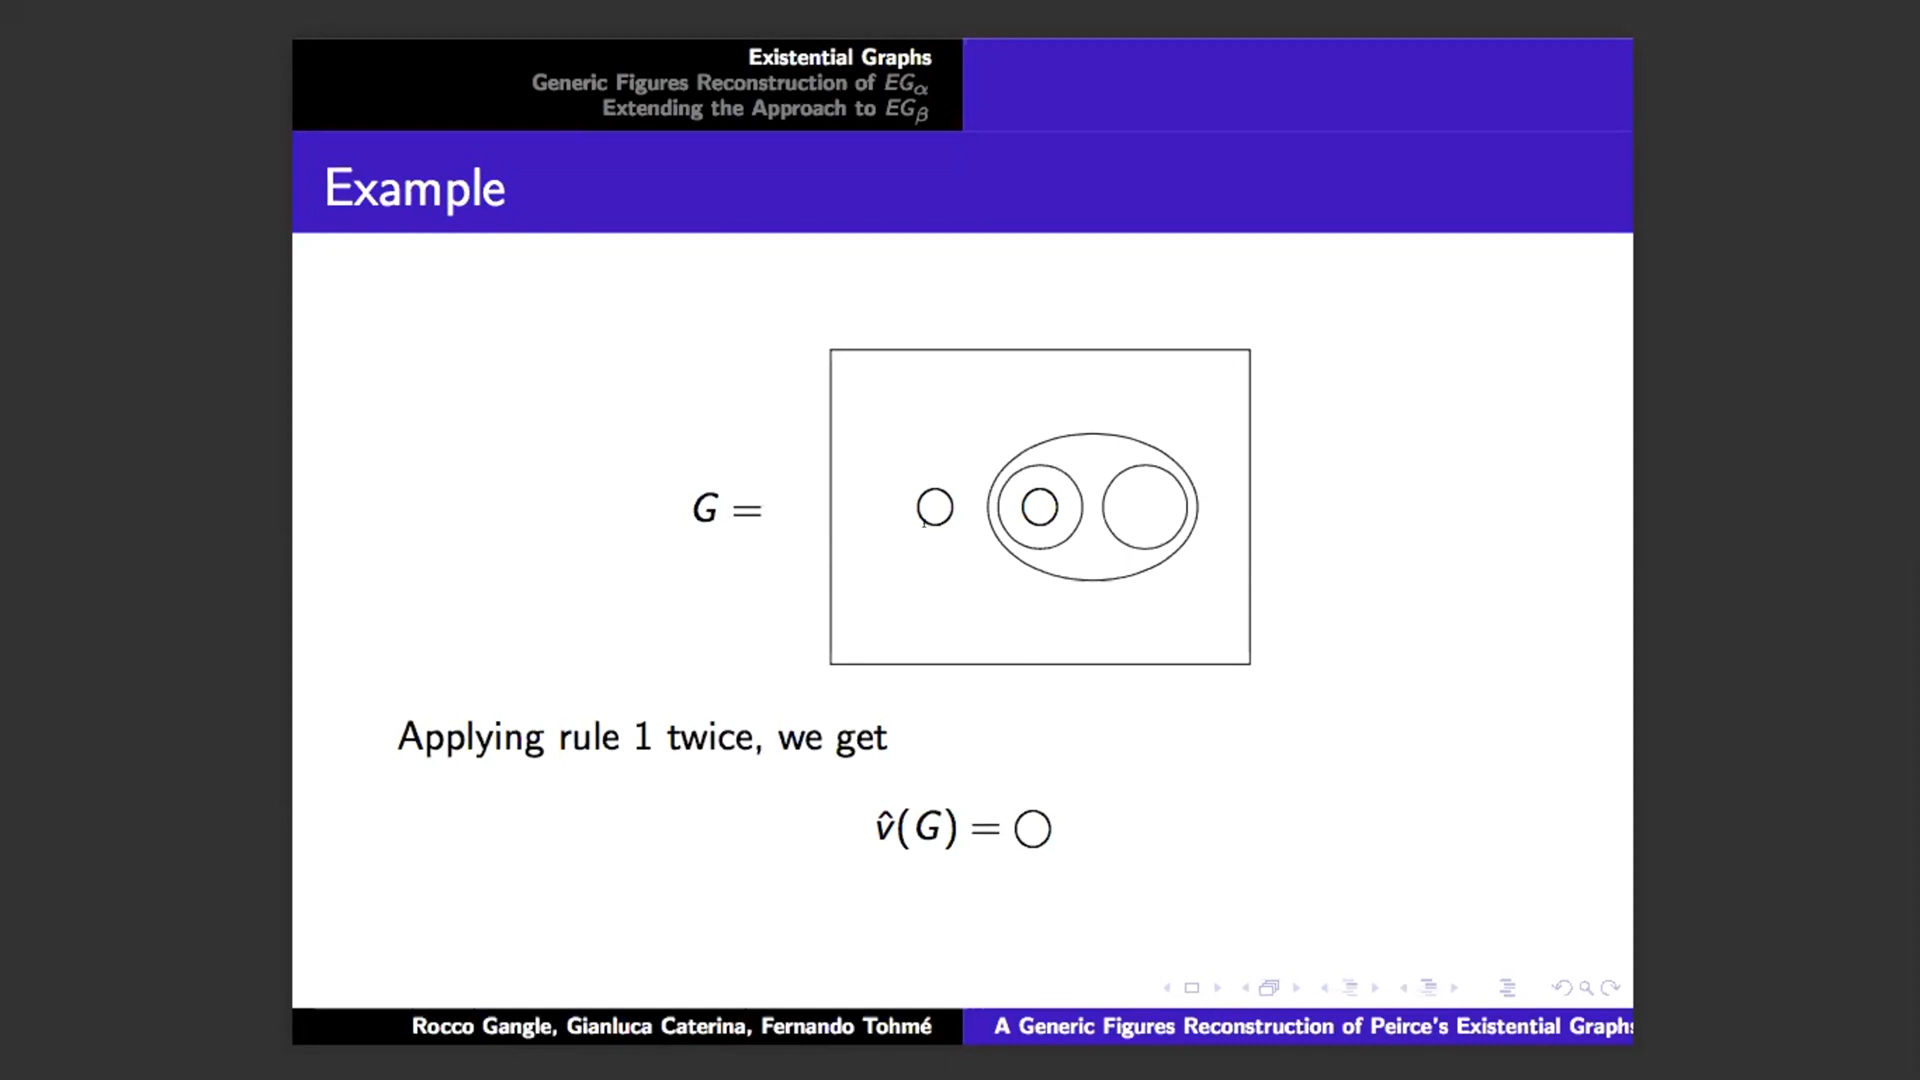 Existential Graphs
Generic Figures Reconstruction of EGα
Extending the Approach to EGβ
Example
G =
Applying rule 1 twice, we get
v̂(G) = ○
Rocco Gangle, Gianluca Caterina, Fernando Tohmé
A Generic Figures Reconstruction of Peirce's Existential Graphs